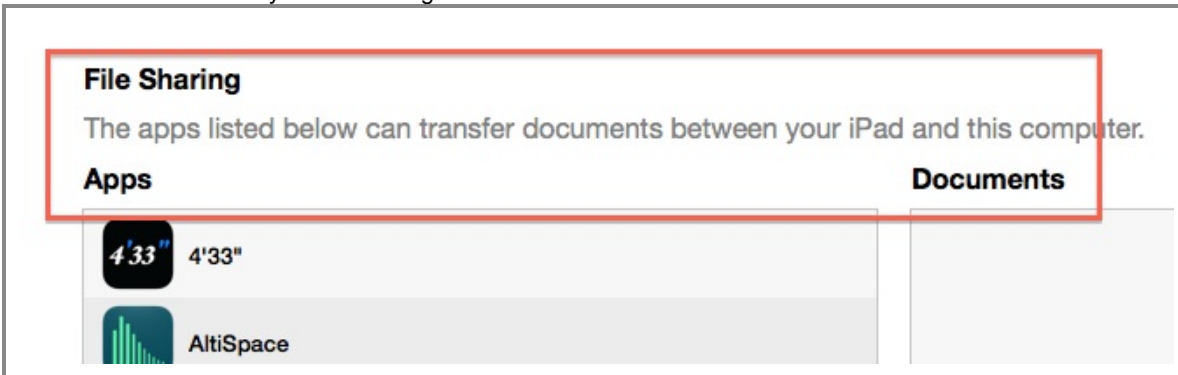 File Sharing
The apps listed below can transfer documents between your iPad and this computer.
Apps
Documents
4'33"
4'33"
AltiSpace